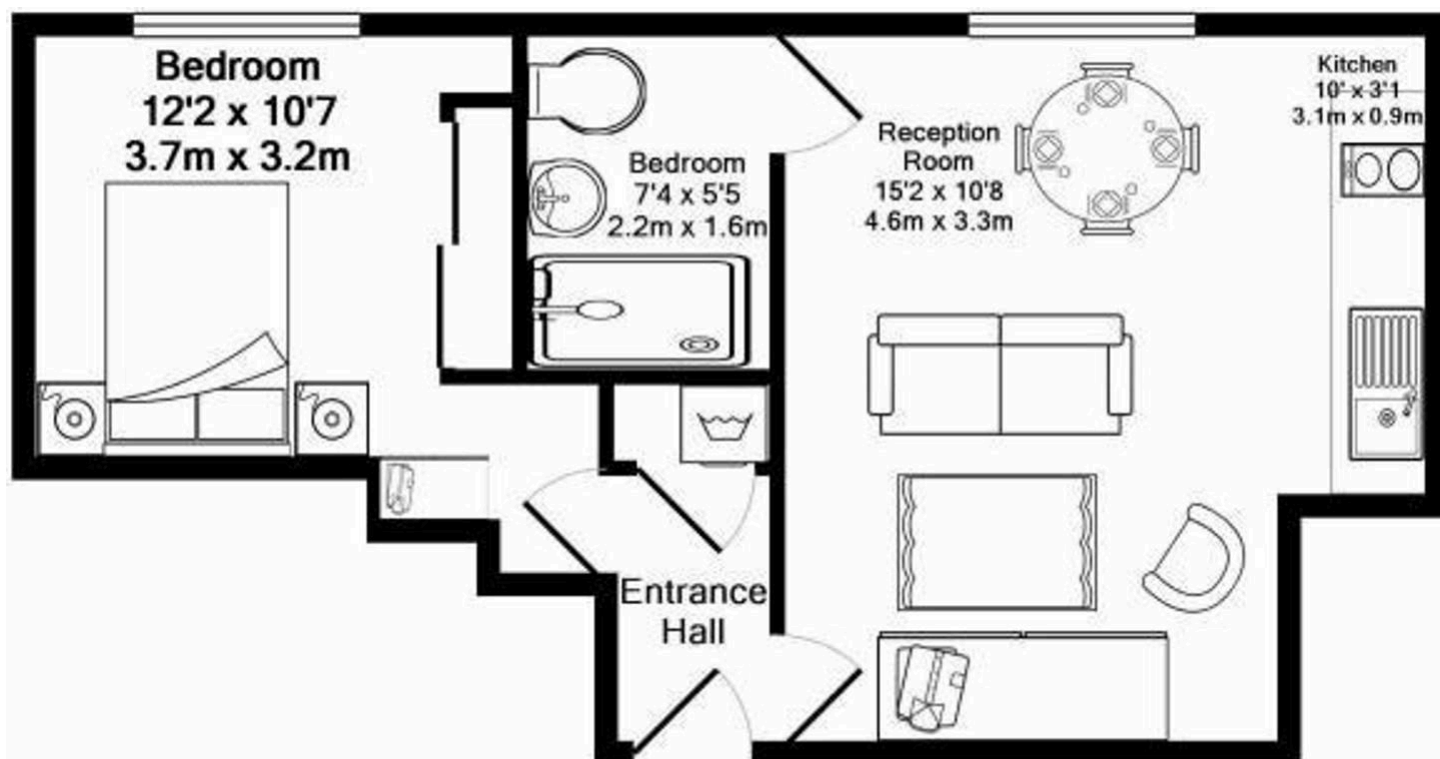 Bedroom
12'2 x 10'7
3.7m x 3.2m
Bedroom
7'4 x 5'5
2.2m x 1.6m
Reception
Room
15'2 x 10'8
4.6m x 3.3m
Kitchen
10' x 3'1
3.1m x 0.9m
Entrance
Hall